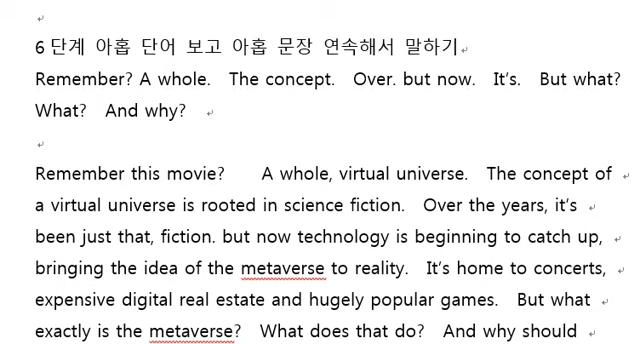 6단계 아홉 단어 보고 아홉 문장 연속해서 말하기
Remember? A whole. The concept. Over. but now. It's. But what?
What? And why?
Remember this movie? A whole, virtual universe. The concept of
a virtual universe is rooted in science fiction. Over the years, it's
been just that, fiction. but now technology is beginning to catch up,
bringing the idea of the metaverse to reality. It's home to concerts,
expensive digital real estate and hugely popular games. But what
exactly is the metaverse? What does that do? And why should